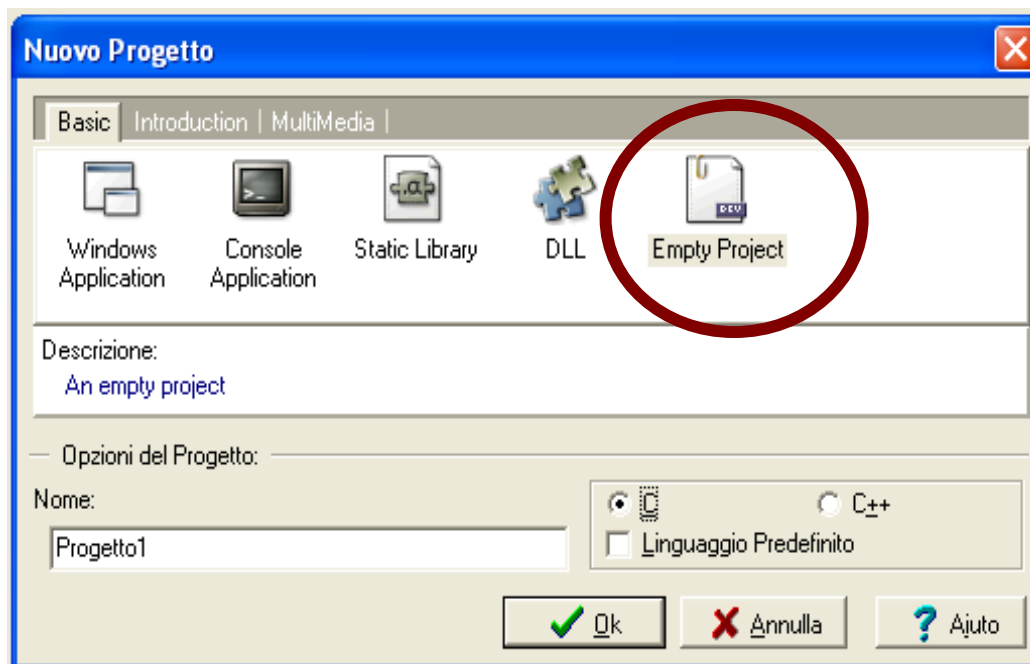 Nuovo Progetto
Basic Introduction MultiMedia
Windows Application
Console Application
Static Library
DLL
DEV
Empty Project
Descrizione:
An empty project
Opzioni del Progetto:
Nome:
Progetto1
C
C++
Linguaggio Predefinito
Ok
Annulla
Aiuto